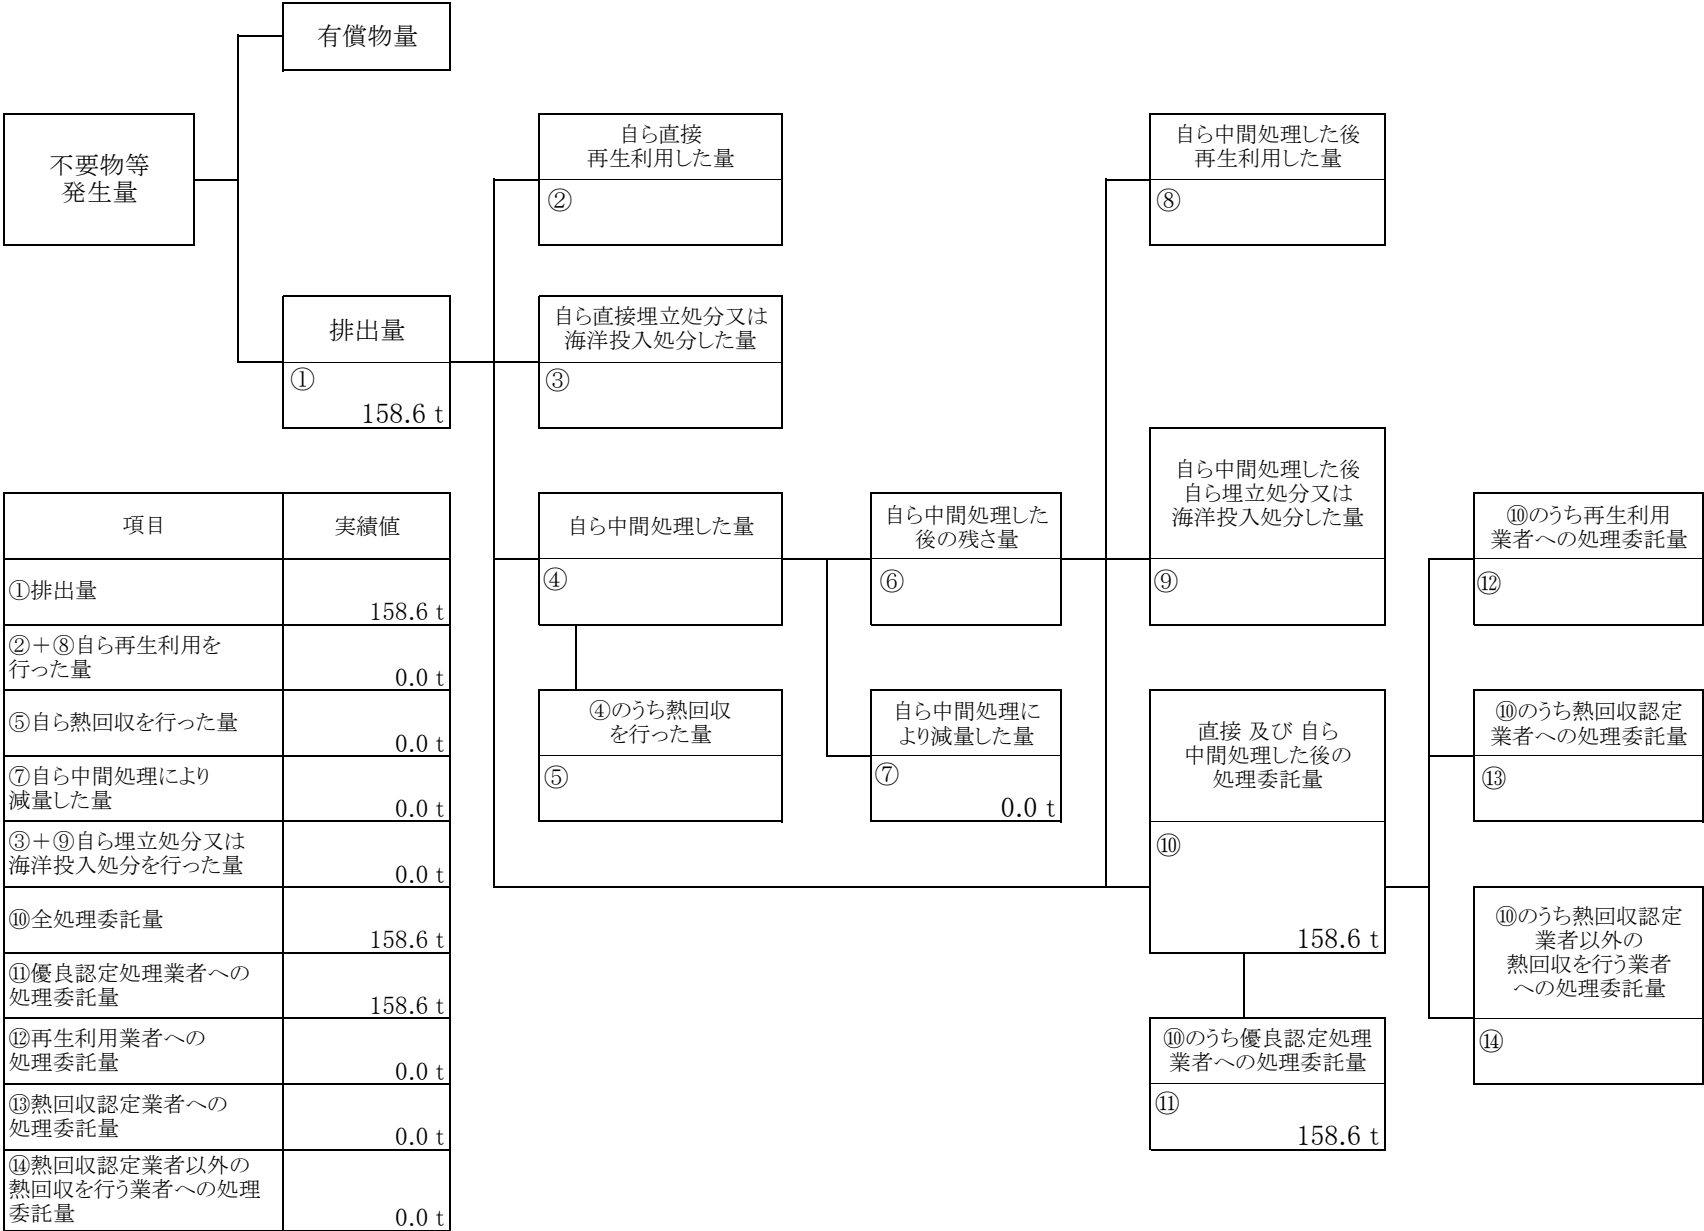 有償物量
不要物等
発生量
自ら直接
再生利用した量
②
自ら中間処理した後
再生利用した量
⑧
排出量
①
158.6 t
自ら直接埋立処分又は
海洋投入処分した量
③
自ら中間処理した後
自ら埋立処分又は
海洋投入処分した量
⑨
自ら中間処理した量
④
自ら中間処理した
後の残さ量
⑥
⑩のうち再生利用
業者への処理委託量
⑫
④のうち熱回収
を行った量
⑤
自ら中間処理に
より減量した量
⑦
0.0 t
直接 及び 自ら
中間処理した後の
処理委託量
⑩
158.6 t
⑩のうち熱回収認定
業者への処理委託量
⑬
⑩のうち熱回収認定
業者以外の
熱回収を行う業者
への処理委託量
⑭
⑩のうち優良認定処理
業者への処理委託量
⑪
158.6 t
項目
実績値
①排出量
158.6 t
②＋⑧自ら再生利用を
行った量
0.0 t
⑤自ら熱回収を行った量
0.0 t
⑦自ら中間処理により
減量した量
0.0 t
③＋⑨自ら埋立処分又は
海洋投入処分を行った量
0.0 t
⑩全処理委託量
158.6 t
⑪優良認定処理業者への
処理委託量
158.6 t
⑫再生利用業者への
処理委託量
0.0 t
⑬熱回収認定業者への
処理委託量
0.0 t
⑭熱回収認定業者以外の
熱回収を行う業者への処理
委託量
0.0 t